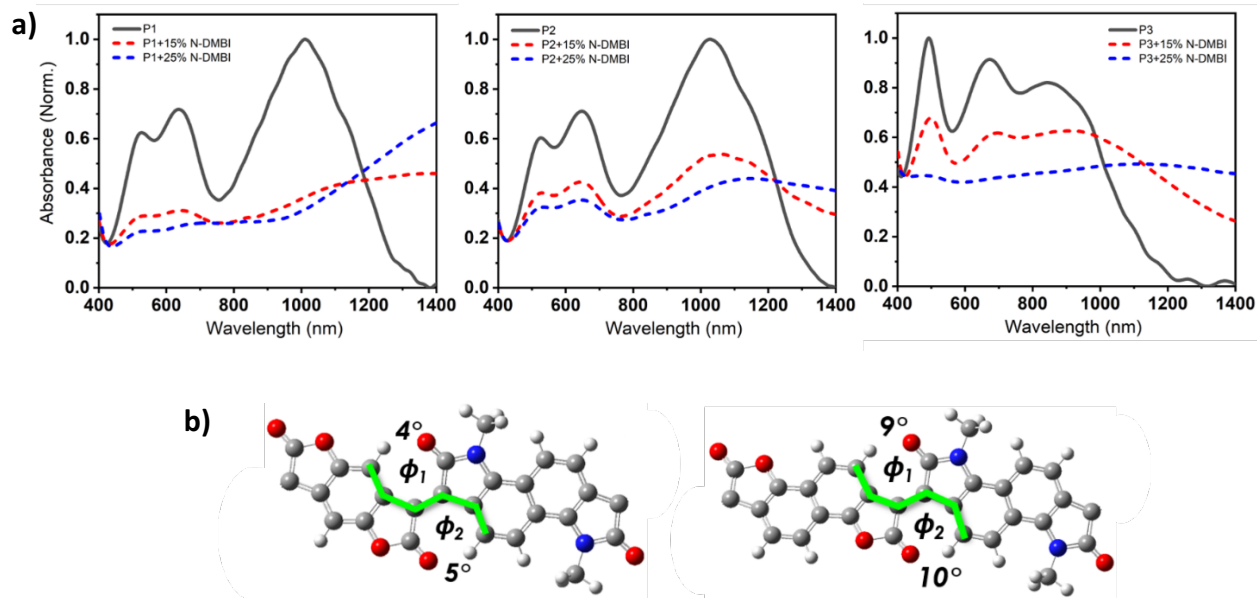 a)
P1
P1+15% N-DMBI
P1+25% N-DMBI
Absorbance (Norm.)
1.0
0.8
0.6
0.4
0.2
0.0
400 600 800 1000 1200 1400
Wavelength (nm)
P2
P2+15% N-DMBI
P2+25% N-DMBI
1.0
0.8
0.6
0.4
0.2
0.0
400 600 800 1000 1200 1400
Wavelength (nm)
P3
P3+15% N-DMBI
P3+25% N-DMBI
1.0
0.8
0.6
0.4
0.2
0.0
400 600 800 1000 1200 1400
Wavelength (nm)
b)
4°
ϕ1
ϕ2
5°
9°
ϕ1
ϕ2
10°